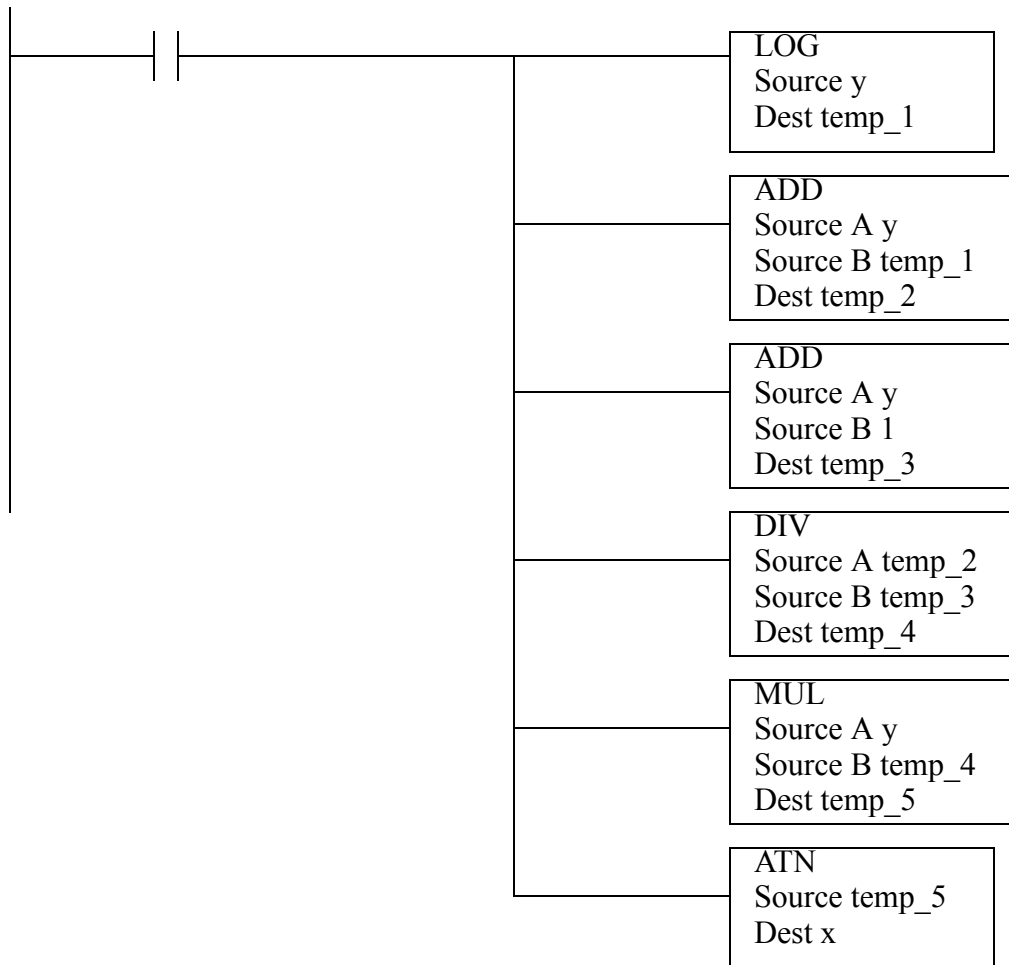 LOG
Source y
Dest temp_1
ADD
Source A y
Source B temp_1
Dest temp_2
ADD
Source A y
Source B 1
Dest temp_3
DIV
Source A temp_2
Source B temp_3
Dest temp_4
MUL
Source A y
Source B temp_4
Dest temp_5
ATN
Source temp_5
Dest x